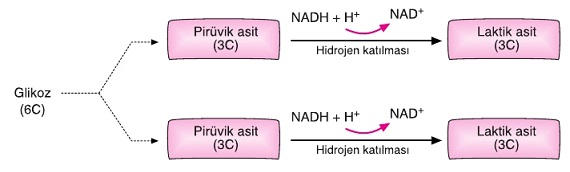 NADH + H⁺ NAD⁺
Pirüvik asit
(3C)
Hidrojen katılması
Laktik asit
(3C)
Glikoz
(6C)
NADH + H⁺ NAD⁺
Pirüvik asit
(3C)
Hidrojen katılması
Laktik asit
(3C)